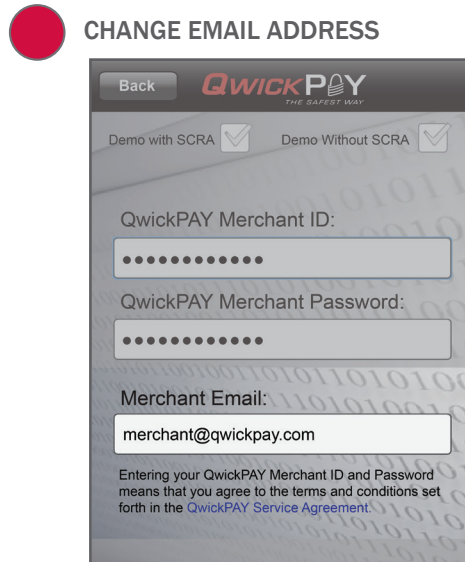 CHANGE EMAIL ADDRESS
Back
QWICKPAY
THE SAFEST WAY
Demo with SCRA
Demo Without SCRA
QwickPAY Merchant ID:
••••••••••••
QwickPAY Merchant Password:
••••••••••••
Merchant Email:
merchant@qwickpay.com
Entering your QwickPAY Merchant ID and Password
means that you agree to the terms and conditions set
forth in the QwickPAY Service Agreement.